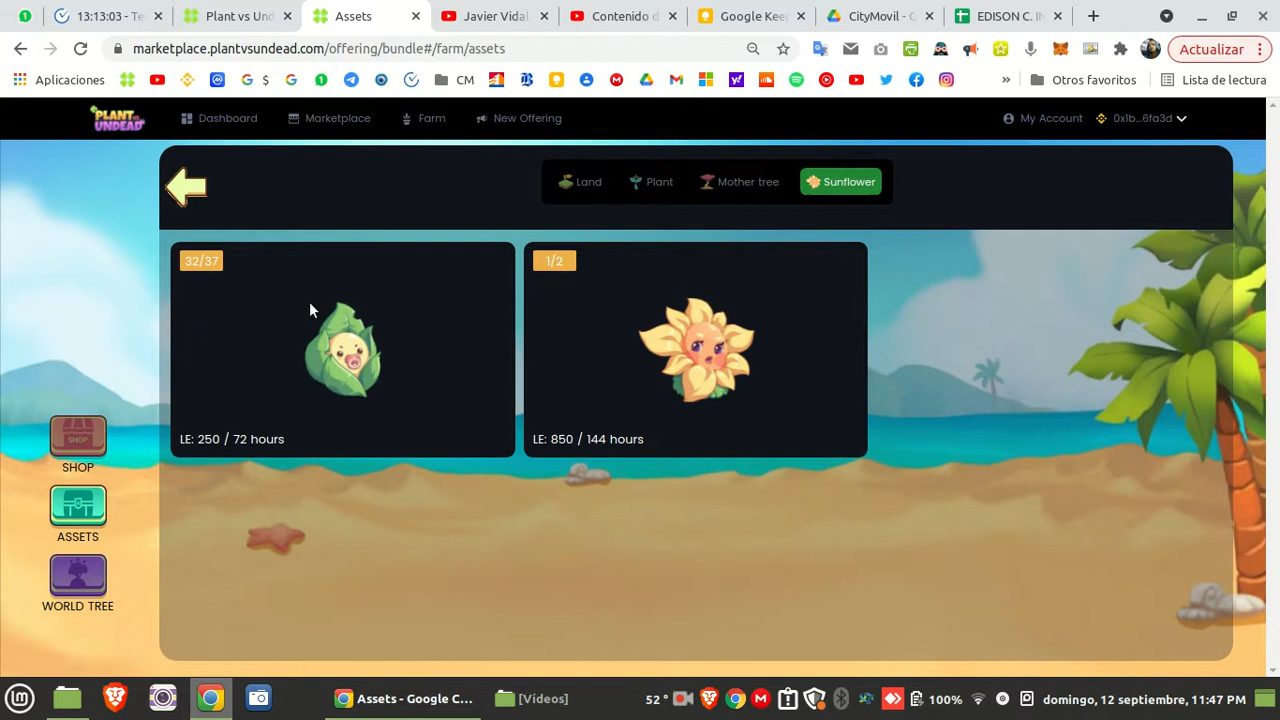 13:13:03 - Te
Plant vs Und
Assets
Javier Vidal
Contenido d
Google Kee
CityMovil - G
EDISON C. IN
marketplace.plantvsundead.com/offering/bundle#/farm/assets
Actualizar
Aplicaciones
G $
CM
»
Otros favoritos
Lista de lectura
PLANT VS UNDEAD
Dashboard
Marketplace
Farm
New Offering
My Account
0x1b...6fa3d
Land
Plant
Mother tree
Sunflower
32/37
1/2
LE: 250 / 72 hours
LE: 850 / 144 hours
SHOP
SHOP
ASSETS
WORLD TREE
Assets - Google C...
[Vídeos]
52 °
100%
domingo, 12 septiembre, 11:47 PM